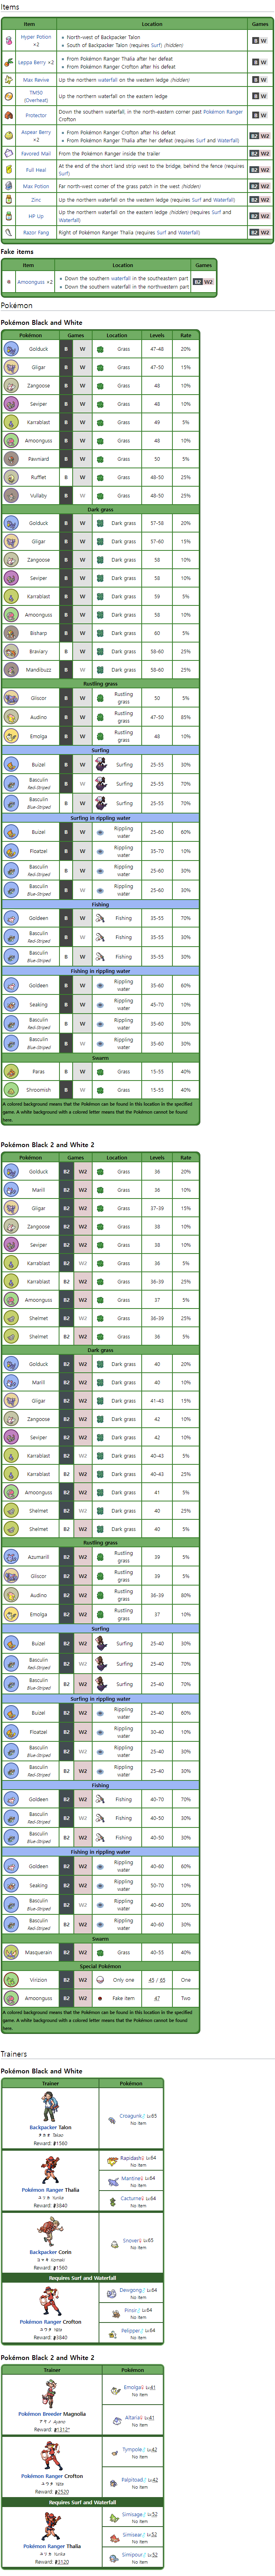 Items
Item Location Games
Hyper Potion ×2
North-west of Backpacker Talon
South of Backpacker Talon (requires Surf) (hidden)
B W
Leppa Berry ×2
From Pokémon Ranger Thalia after her defeat
From Pokémon Ranger Crofton after his defeat
B W
Max Revive Up the northern waterfall on the western ledge (hidden) B W
TM50 (Overheat) Up the northern waterfall on the eastern ledge B W
Protector Down the southern waterfall, in the north-eastern corner past Pokémon Ranger Crofton B W
Aspear Berry ×2
From Pokémon Ranger Crofton after his defeat
From Pokémon Ranger Thalia after her defeat (requires Surf and Waterfall)
B2 W2
Favored Mail From the Pokémon Ranger inside the trailer B2 W2
Full Heal At the end of the short land strip west to the bridge, behind the fence (requires Surf) B2 W2
Max Potion Far north-west corner of the grass patch in the west (hidden) B2 W2
Zinc Up the northern waterfall on the western ledge (requires Surf and Waterfall) B2 W2
HP Up Up the northern waterfall on the eastern ledge (hidden) (requires Surf and Waterfall) B2 W2
Razor Fang Right of Pokémon Ranger Thalia (requires Surf and Waterfall) B2 W2
Fake items
Item Location Games
Amoonguss ×2
Down the southern waterfall in the southeastern part
Down the southern waterfall in the northwestern part
B2 W2
Pokémon
Pokémon Black and White
Pokémon Games Location Levels Rate
Golduck B W Grass 47-48 20%
Gligar B W Grass 47-50 15%
Zangoose B W Grass 48 10%
Seviper B W Grass 48 10%
Karrablast B W Grass 49 5%
Amoonguss B W Grass 48 10%
Pawniard B W Grass 50 5%
Rufflet B W Grass 48-50 25%
Vullaby B W Grass 48-50 25%
Dark grass
Golduck B W Dark grass 57-58 20%
Gligar B W Dark grass 57-60 15%
Zangoose B W Dark grass 58 10%
Seviper B W Dark grass 58 10%
Karrablast B W Dark grass 59 5%
Amoonguss B W Dark grass 58 10%
Bisharp B W Dark grass 60 5%
Braviary B W Dark grass 58-60 25%
Mandibuzz B W Dark grass 58-60 25%
Rustling grass
Gliscor B W Rustling grass 50 5%
Audino B W Rustling grass 47-50 85%
Emolga B W Rustling grass 48 10%
Surfing
Buizel B W Surfing 25-55 30%
Basculin Red-Striped B W Surfing 25-55 70%
Basculin Blue-Striped B W Surfing 25-55 70%
Surfing in rippling water
Buizel B W Rippling water 25-60 60%
Floatzel B W Rippling water 35-70 10%
Basculin Red-Striped B W Rippling water 25-60 30%
Basculin Blue-Striped B W Rippling water 25-60 30%
Fishing
Goldeen B W Fishing 35-55 70%
Basculin Red-Striped B W Fishing 35-55 30%
Basculin Blue-Striped B W Fishing 35-55 30%
Fishing in rippling water
Goldeen B W Rippling water 35-60 60%
Seaking B W Rippling water 45-70 10%
Basculin Red-Striped B W Rippling water 35-60 30%
Basculin Blue-Striped B W Rippling water 35-60 30%
Swarm
Paras B W Grass 15-55 40%
Shroomish B W Grass 15-55 40%
A colored background means that the Pokémon can be found in this location in the specified
game. A white background with a colored letter means that the Pokémon cannot be found
here.
Pokémon Black 2 and White 2
Pokémon Games Location Levels Rate
Golduck B2 W2 Grass 36 20%
Marill B2 W2 Grass 36 10%
Gligar B2 W2 Grass 37-39 15%
Zangoose B2 W2 Grass 38 10%
Seviper B2 W2 Grass 38 10%
Karrablast B2 W2 Grass 36 5%
Karrablast B2 W2 Grass 36-39 25%
Amoonguss B2 W2 Grass 37 5%
Shelmet B2 W2 Grass 36-39 25%
Shelmet B2 W2 Grass 36 5%
Dark grass
Golduck B2 W2 Dark grass 40 20%
Marill B2 W2 Dark grass 40 10%
Gligar B2 W2 Dark grass 41-43 15%
Zangoose B2 W2 Dark grass 42 10%
Seviper B2 W2 Dark grass 42 10%
Karrablast B2 W2 Dark grass 40-43 5%
Karrablast B2 W2 Dark grass 40-43 25%
Amoonguss B2 W2 Dark grass 41 5%
Shelmet B2 W2 Dark grass 40 25%
Shelmet B2 W2 Dark grass 40 5%
Rustling grass
Azumarill B2 W2 Rustling grass 39 5%
Gliscor B2 W2 Rustling grass 39 5%
Audino B2 W2 Rustling grass 36-39 80%
Emolga B2 W2 Rustling grass 37 10%
Surfing
Buizel B2 W2 Surfing 25-40 30%
Basculin Red-Striped B2 W2 Surfing 25-40 70%
Basculin Blue-Striped B2 W2 Surfing 25-40 70%
Surfing in rippling water
Buizel B2 W2 Rippling water 25-40 60%
Floatzel B2 W2 Rippling water 30-40 10%
Basculin Blue-Striped B2 W2 Rippling water 25-40 30%
Basculin Red-Striped B2 W2 Rippling water 25-40 30%
Fishing
Goldeen B2 W2 Fishing 40-70 70%
Basculin Red-Striped B2 W2 Fishing 40-50 30%
Basculin Blue-Striped B2 W2 Fishing 40-50 30%
Fishing in rippling water
Goldeen B2 W2 Rippling water 40-60 60%
Seaking B2 W2 Rippling water 50-70 10%
Basculin Blue-Striped B2 W2 Rippling water 40-60 30%
Basculin Red-Striped B2 W2 Rippling water 40-60 30%
Swarm
Masquerain B2 W2 Grass 40-55 40%
Special Pokémon
Virizion B2 W2 Only one 45 / 65 One
Amoonguss B2 W2 Fake item 47 Two
A colored background means that the Pokémon can be found in this location in the specified
game. A white background with a colored letter means that the Pokémon cannot be found
here.
Trainers
Pokémon Black and White
Trainer Pokémon
Backpacker Talon
Reward: 1560
Croagunk Lv.65
No item
Pokémon Ranger Thalia
Reward: 3840
Rapidash Lv.64
No item
Mantine Lv.64
No item
Cacturne Lv.64
No item
Backpacker Corin
Reward: 1560
Snover Lv.65
No item
Requires Surf and Waterfall
Pokémon Ranger Crofton
Reward: 3840
Dewgong Lv.64
No item
Pinsir Lv.64
No item
Pelipper Lv.64
No item
Pokémon Black 2 and White 2
Trainer Pokémon
Pokémon Breeder Magnolia
Reward: 1312*
Emolga Lv.41
No item
Altaria Lv.41
No item
Pokémon Ranger Crofton
Reward: 2520
Tympole Lv.42
No item
Palpitoad Lv.42
No item
Requires Surf and Waterfall
Pokémon Ranger Thalia
Reward: 3120
Simisage Lv.52
No item
Simisear Lv.52
No item
Simipour Lv.52
No item